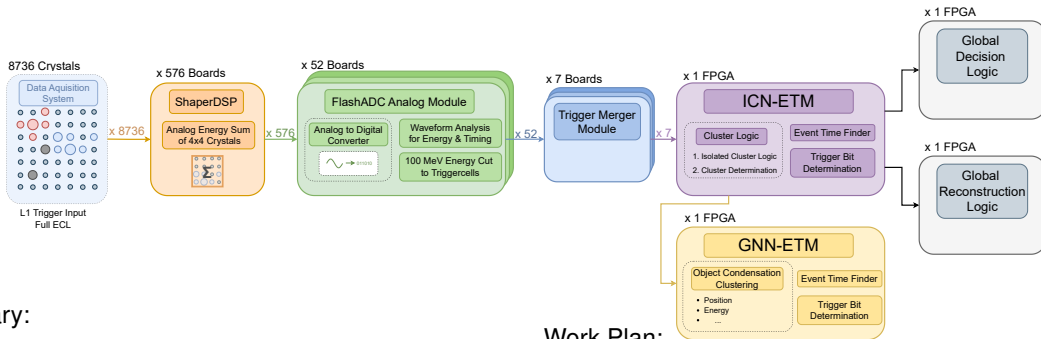 8736 Crystals
Data Aquisition
System
L1 Trigger Input
Full ECL
x 8736
x 576 Boards
ShaperDSP
Analog Energy Sum
of 4x4 Crystals
Σ
x 576
x 52 Boards
FlashADC Analog Module
Analog to Digital
Converter
Waveform Analysis
for Energy & Timing
100 MeV Energy Cut
to Triggercells
x 52
x 7 Boards
Trigger Merger
Module
x 7
x 1 FPGA
ICN-ETM
Cluster Logic
1. Isolated Cluster Logic
2. Cluster Determination
Event Time Finder
Trigger Bit
Determination
x 1 FPGA
GNN-ETM
Object Condensation
Clustering
• Position
• Energy
• ...
Event Time Finder
Trigger Bit
Determination
x 1 FPGA
Global
Decision
Logic
x 1 FPGA
Global
Reconstruction
Logic
ary:
Work Plan: